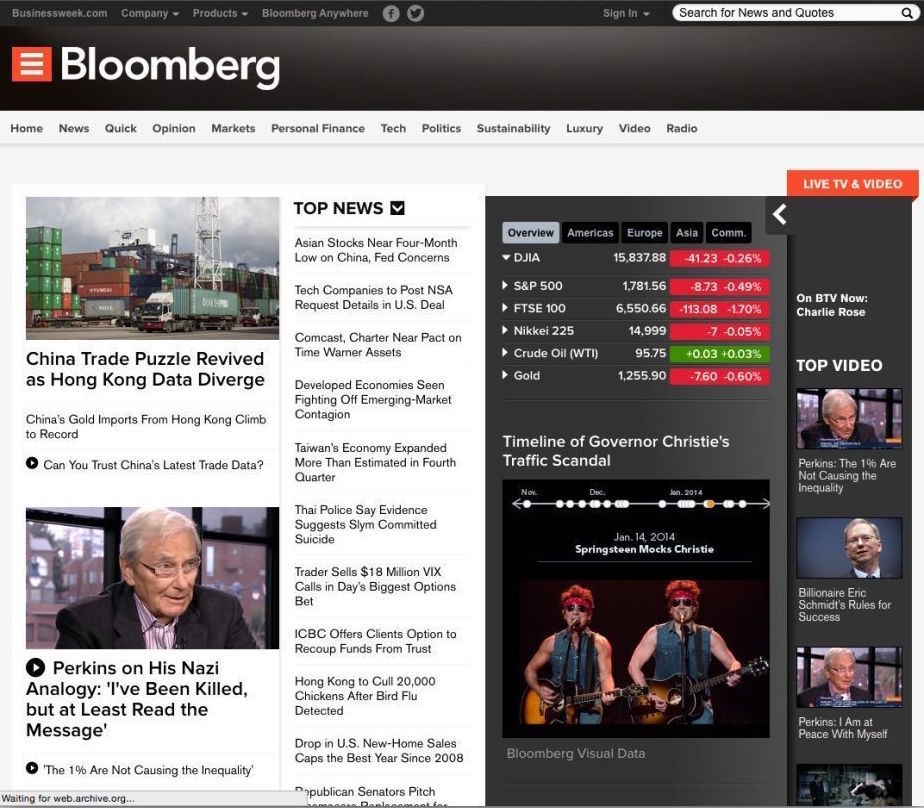 Businessweek.com Company Products Bloomberg Anywhere Sign In Search for News and Quotes
Bloomberg
Home News Quick Opinion Markets Personal Finance Tech Politics Sustainability Luxury Video Radio
China Trade Puzzle Revived
as Hong Kong Data Diverge
China's Gold Imports From Hong Kong Climb
to Record
Can You Trust China's Latest Trade Data?
Perkins on His Nazi
Analogy: 'I've Been Killed,
but at Least Read the
Message'
'The 1% Are Not Causing the Inequality'
TOP NEWS
Asian Stocks Near Four-Month
Low on China, Fed Concerns
Tech Companies to Post NSA
Request Details in U.S. Deal
Comcast, Charter Near Pact on
Time Warner Assets
Developed Economies Seen
Fighting Off Emerging-Market
Contagion
Taiwan's Economy Expanded
More Than Estimated in Fourth
Quarter
Thai Police Say Evidence
Suggests Slym Committed
Suicide
Trader Sells $18 Million VIX
Calls in Day's Biggest Options
Bet
ICBC Offers Clients Option to
Recoup Funds From Trust
Hong Kong to Cull 20,000
Chickens After Bird Flu
Detected
Drop in U.S. New-Home Sales
Caps the Best Year Since 2008
Republican Senators Pitch
Overview Americas Europe Asia Comm.
DJIA 15,837.88 -41.23 -0.26%
S&P 500 1,781.56 -8.73 -0.49%
FTSE 100 6,550.66 -113.08 -1.70%
Nikkei 225 14,999 -7 -0.05%
Crude Oil (WTI) 95.75 +0.03 +0.03%
Gold 1,255.90 -7.60 -0.60%
Timeline of Governor Christie's
Traffic Scandal
Nov. Dec. Jan. 2014
Jan. 14, 2014
Springsteen Mocks Christie
Bloomberg Visual Data
LIVE TV & VIDEO
On BTV Now:
Charlie Rose
TOP VIDEO
Perkins: The 1% Are
Not Causing the
Inequality
Billionaire Eric
Schmidt's Rules for
Success
Perkins: I Am at
Peace With Myself
Waiting for web.archive.org...